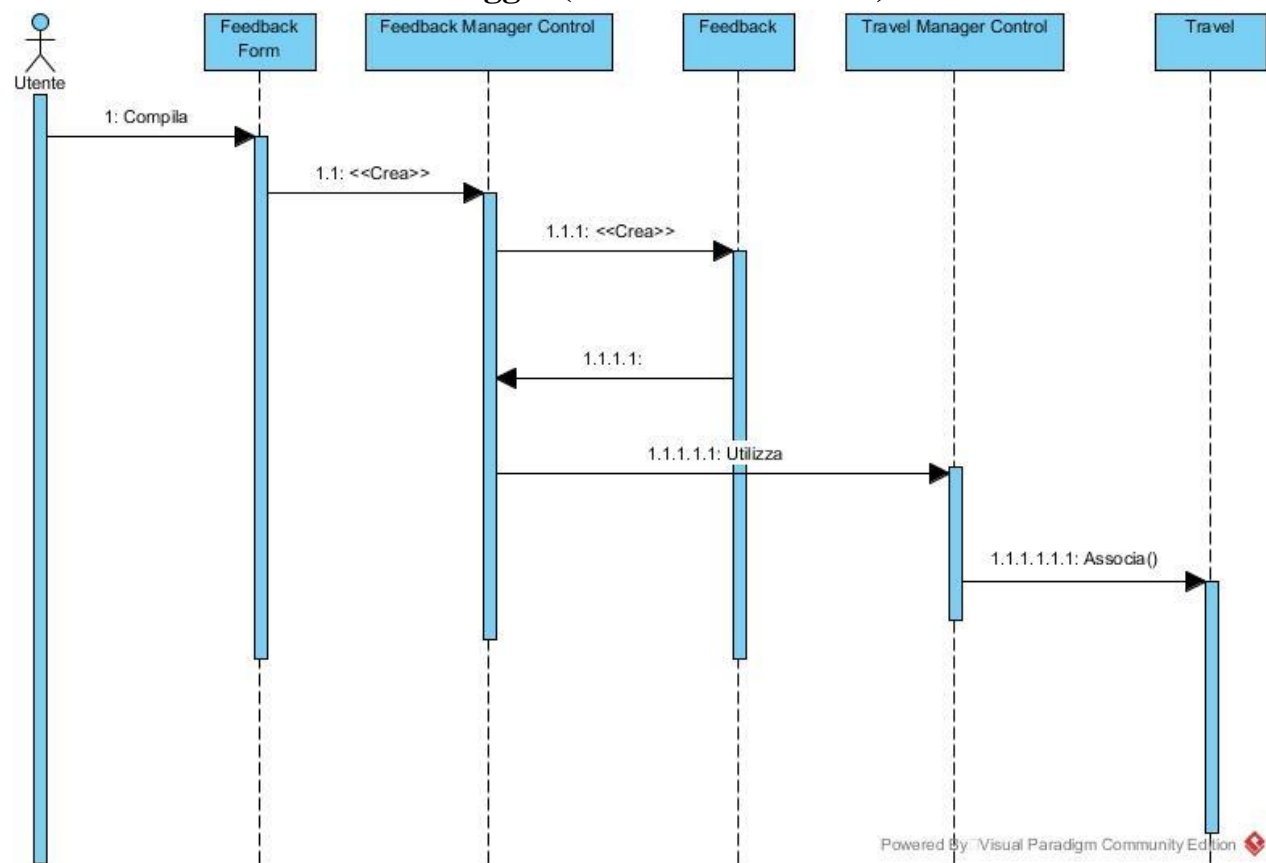 Feedback
Form
Feedback Manager Control
Feedback
Travel Manager Control
Travel
Utente
1: Compila
1.1: <<Crea>>
1.1.1: <<Crea>>
1.1.1.1:
1.1.1.1.1: Utilizza
1.1.1.1.1.1: Associa()
Powered By Visual Paradigm Community Edition